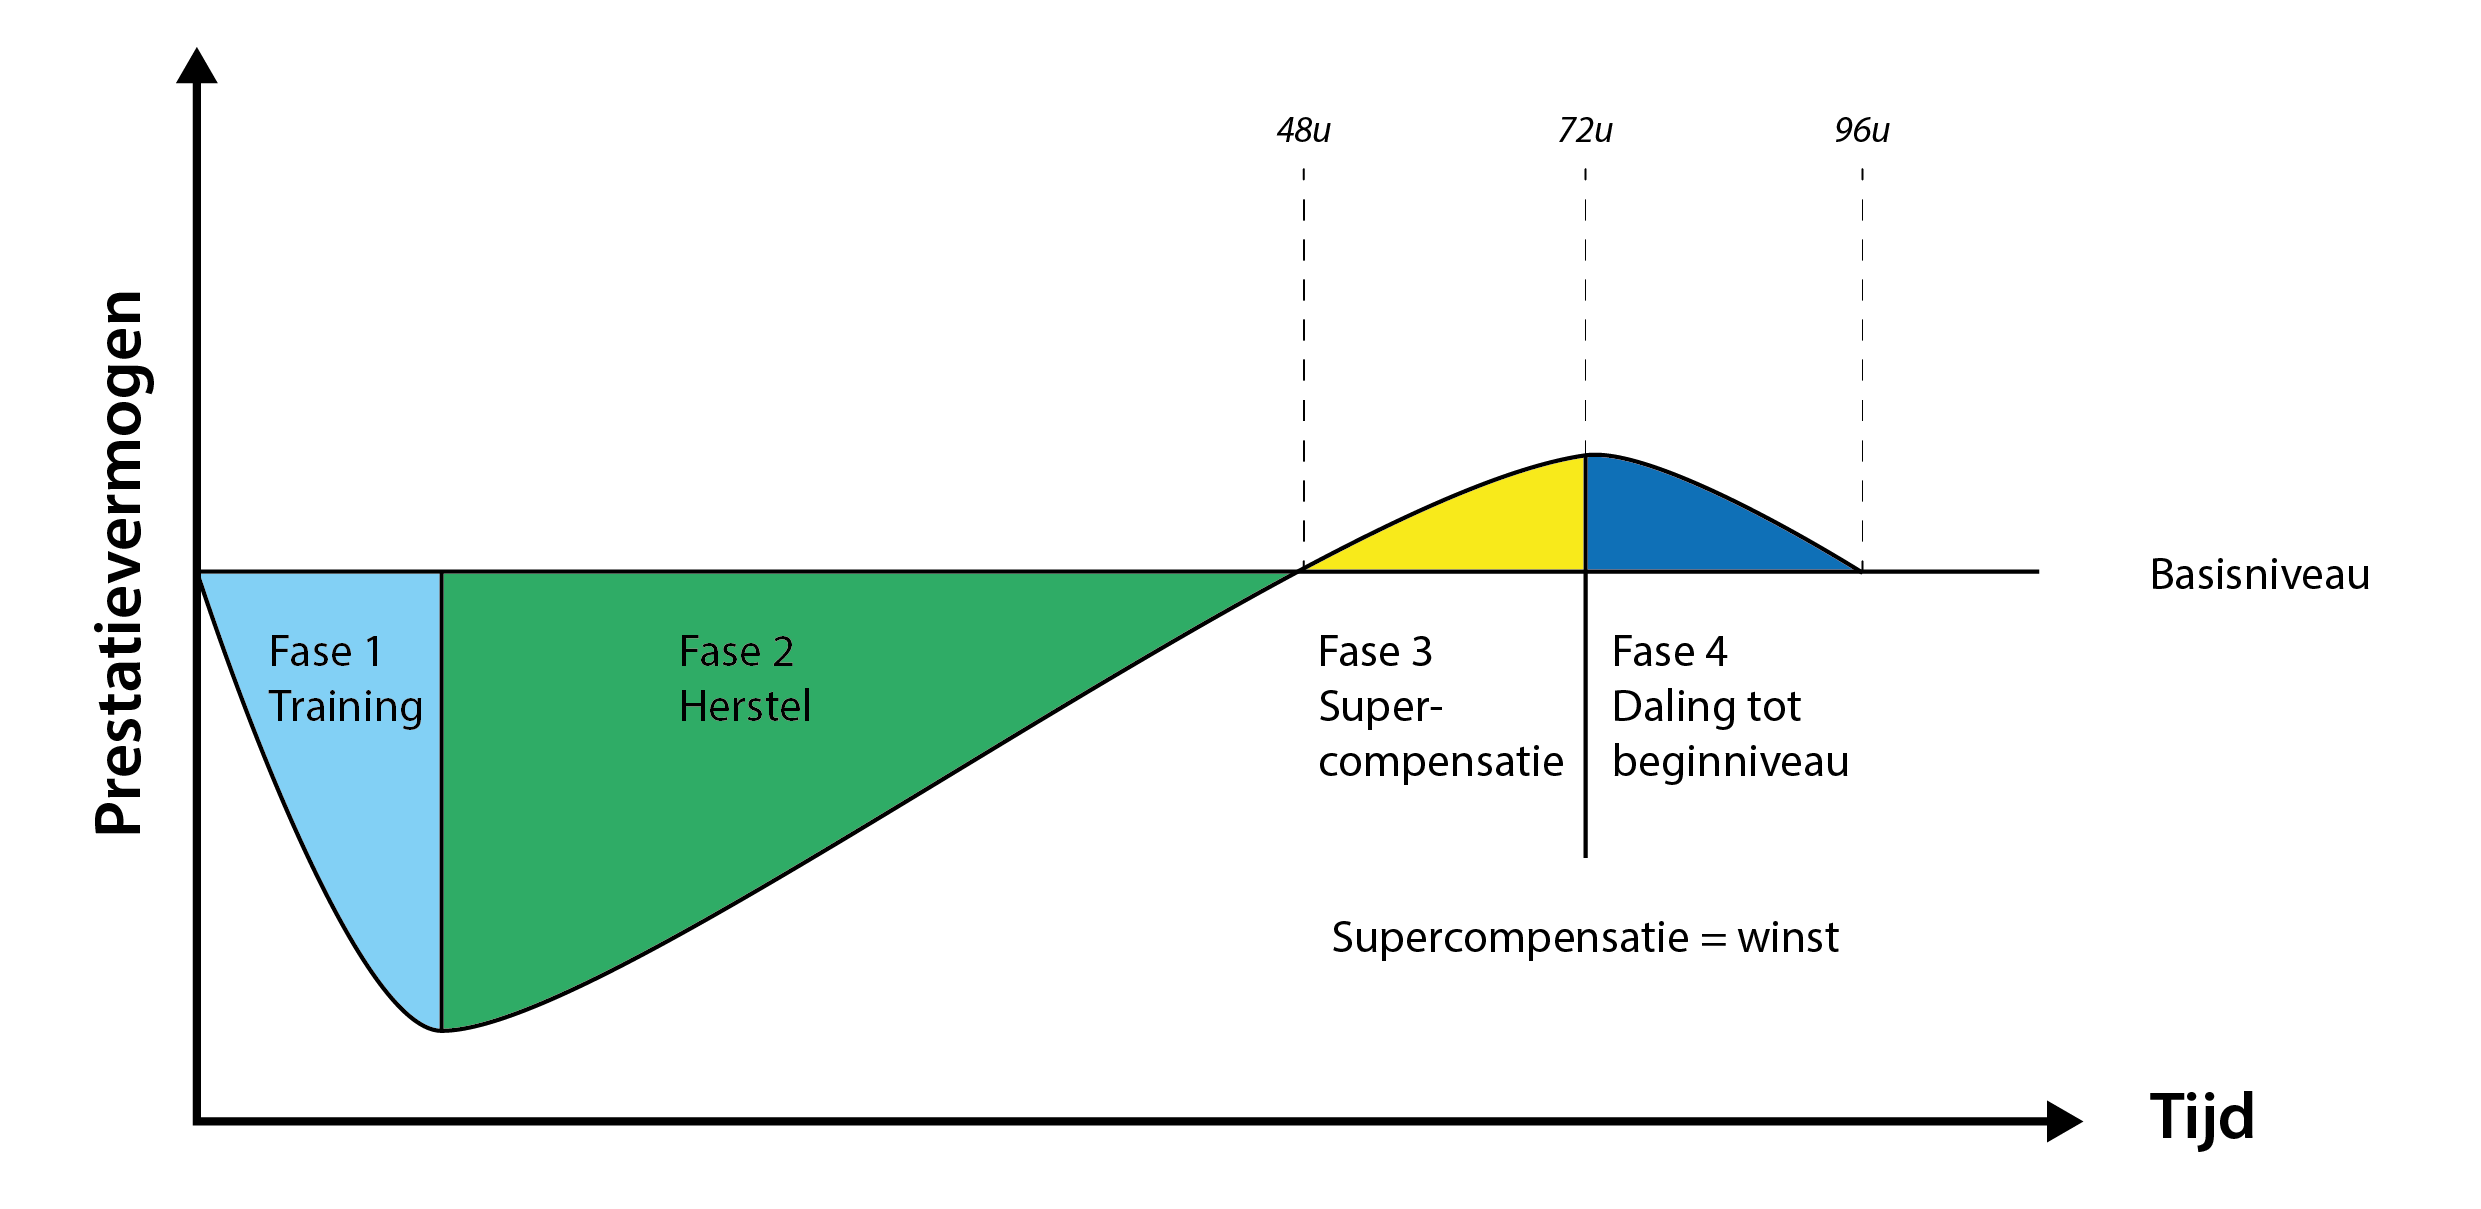 48u
72u
96u
Prestatievermogen
Basisniveau
Fase 1
Training
Fase 2
Herstel
Fase 3
Super-
compensatie
Fase 4
Daling tot
beginniveau
Supercompensatie = winst
Tijd